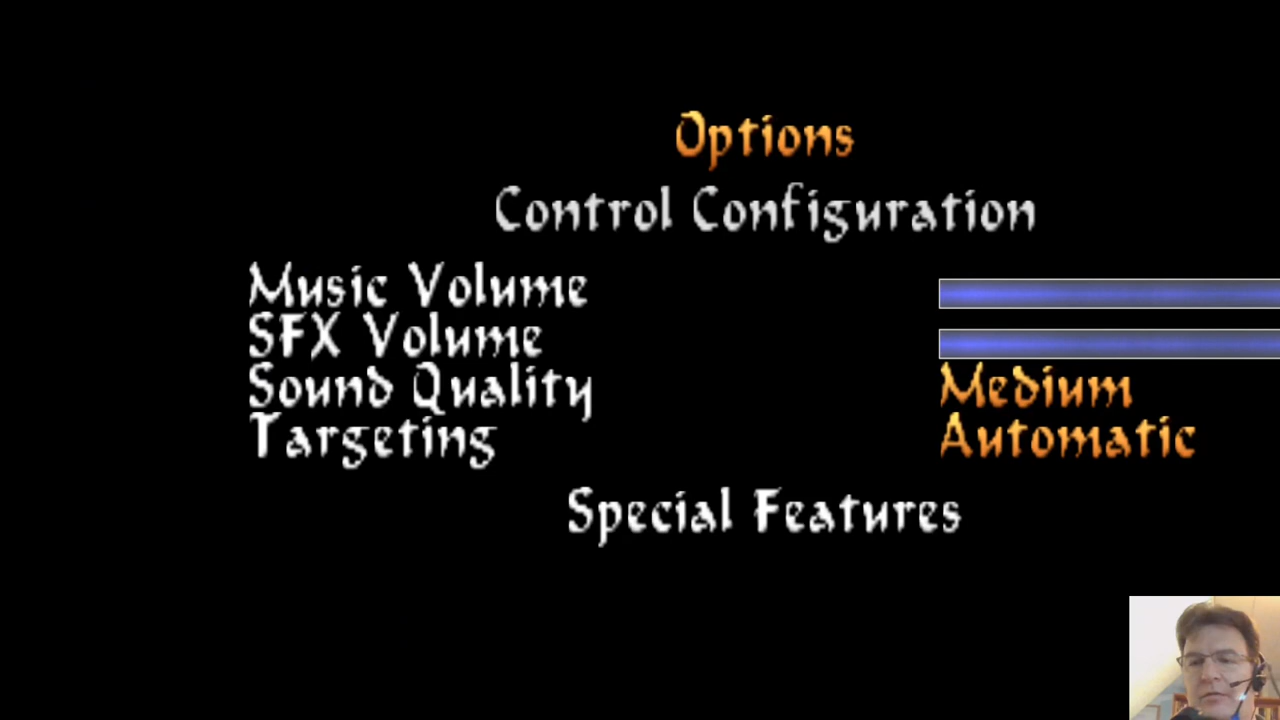 Options
Control Configuration
Music Volume
SFX Volume
Sound Quality Medium
Targeting Automatic
Special Features